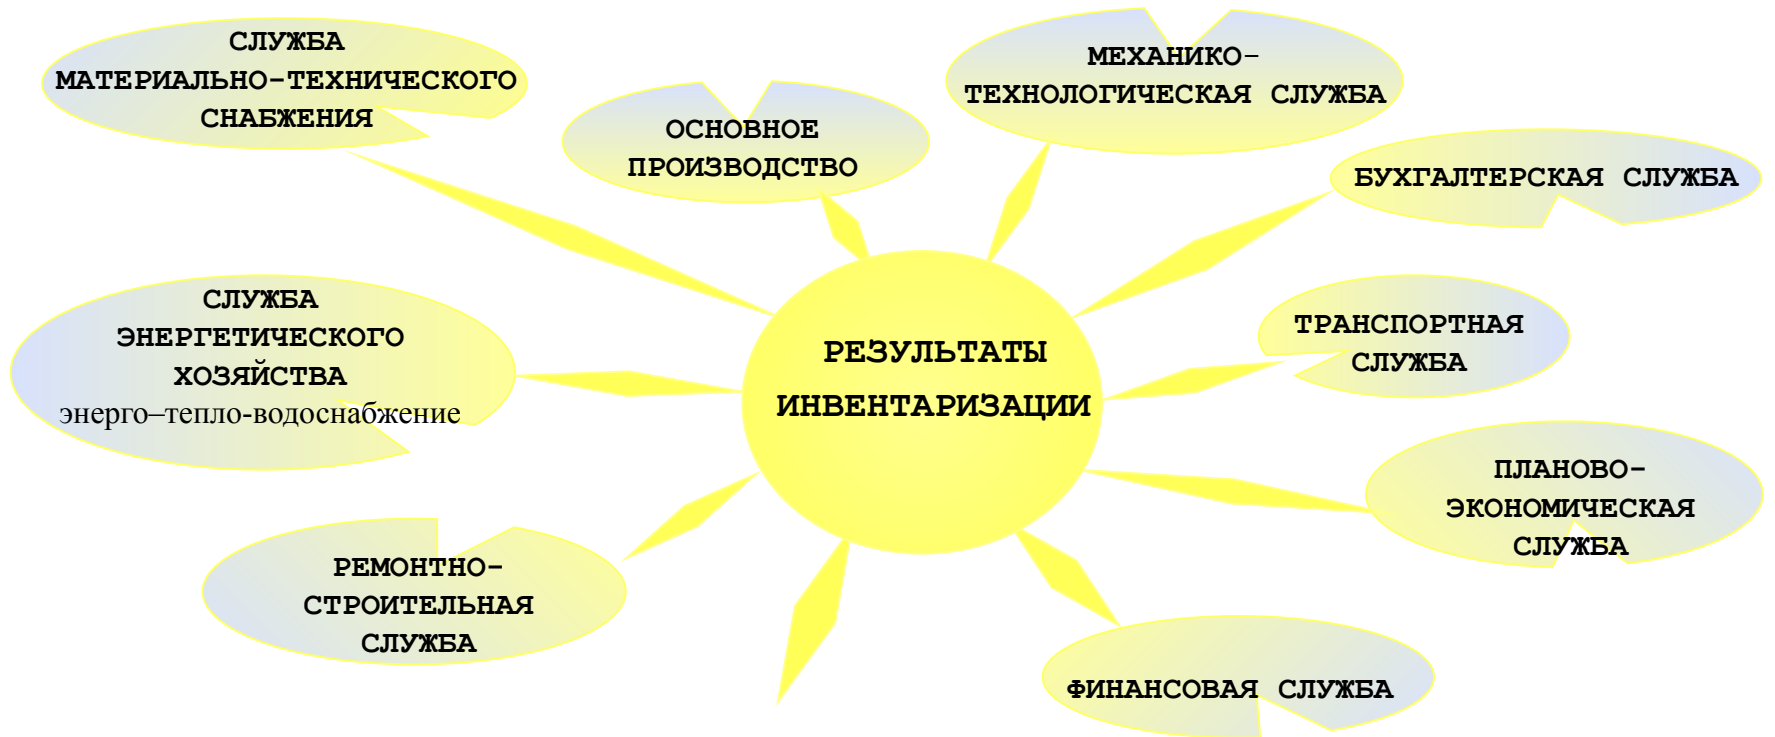 СЛУЖБА
МАТЕРИАЛЬНО-ТЕХНИЧЕСКОГО
СНАБЖЕНИЯ
ОСНОВНОЕ
ПРОИЗВОДСТВО
МЕХАНИКО-
ТЕХНОЛОГИЧЕСКАЯ СЛУЖБА
БУХГАЛТЕРСКАЯ СЛУЖБА
СЛУЖБА
ЭНЕРГЕТИЧЕСКОГО
ХОЗЯЙСТВА
энерго–тепло-водоснабжение
РЕЗУЛЬТАТЫ
ИНВЕНТАРИЗАЦИИ
ТРАНСПОРТНАЯ
СЛУЖБА
ПЛАНОВО-
ЭКОНОМИЧЕСКАЯ
СЛУЖБА
РЕМОНТНО-
СТРОИТЕЛЬНАЯ
СЛУЖБА
ФИНАНСОВАЯ СЛУЖБА